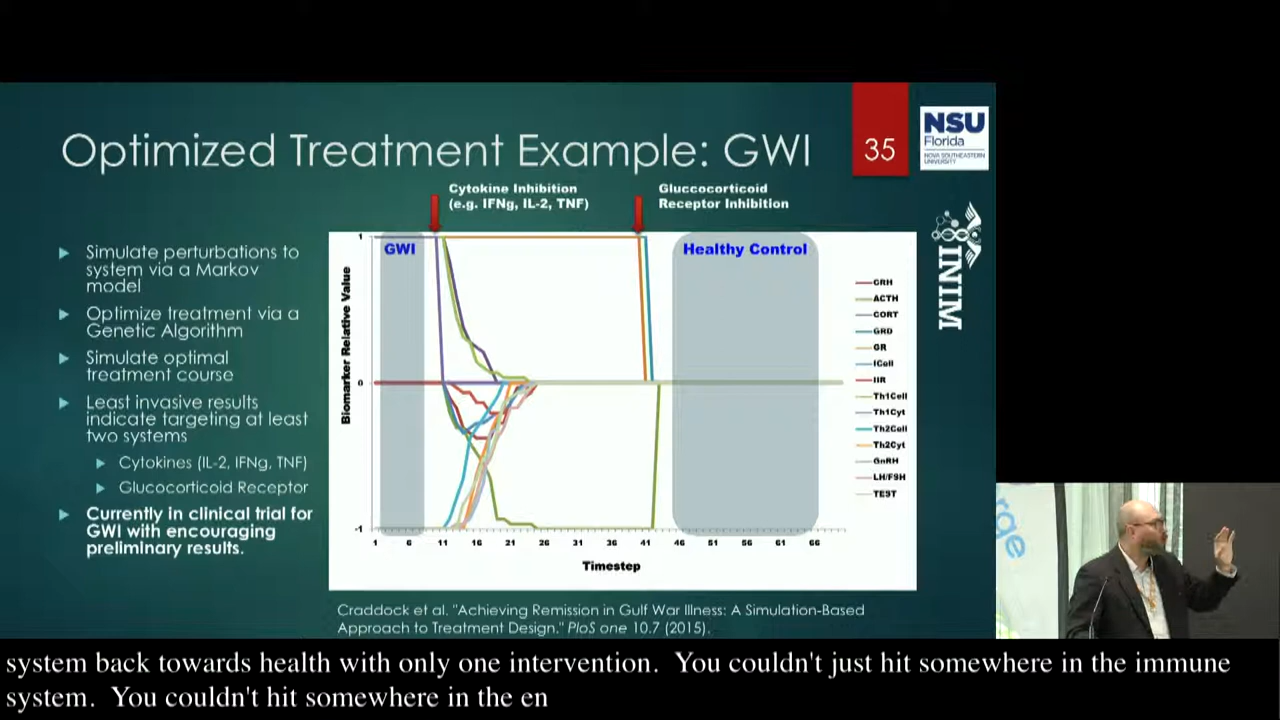 Optimized Treatment Example: GWI
35
NSU
Florida
NOVA SOUTHEASTERN
UNIVERSITY
INIM
Simulate perturbations to
system via a Markov
model
Optimize treatment via a
Genetic Algorithm
Simulate optimal
treatment course
Least invasive results
indicate targeting at least
two systems
Cytokines (IL-2, IFNg, TNF)
Glucocorticoid Receptor
Currently in clinical trial for
GWI with encouraging
preliminary results.
Cytokine Inhibition
(e.g. IFNg, IL-2, TNF)
Gluccocorticoid
Receptor Inhibition
GWI
Healthy Control
Biomarker Relative Value
1
0
-1
1 6 11 16 21 26 31 36 41 46 51 56 61 66
Timestep
CRH
ACTH
CORT
GRD
GR
ICell
IIR
Th1Cell
Th1Cyt
Th2Cell
Th2Cyt
GnRH
LH/FSH
TEST
Craddock et al. "Achieving Remission in Gulf War Illness: A Simulation-Based
Approach to Treatment Design." PloS one 10.7 (2015).
rge
system back towards health with only one intervention. You couldn't just hit somewhere in the immune
system. You couldn't hit somewhere in the en